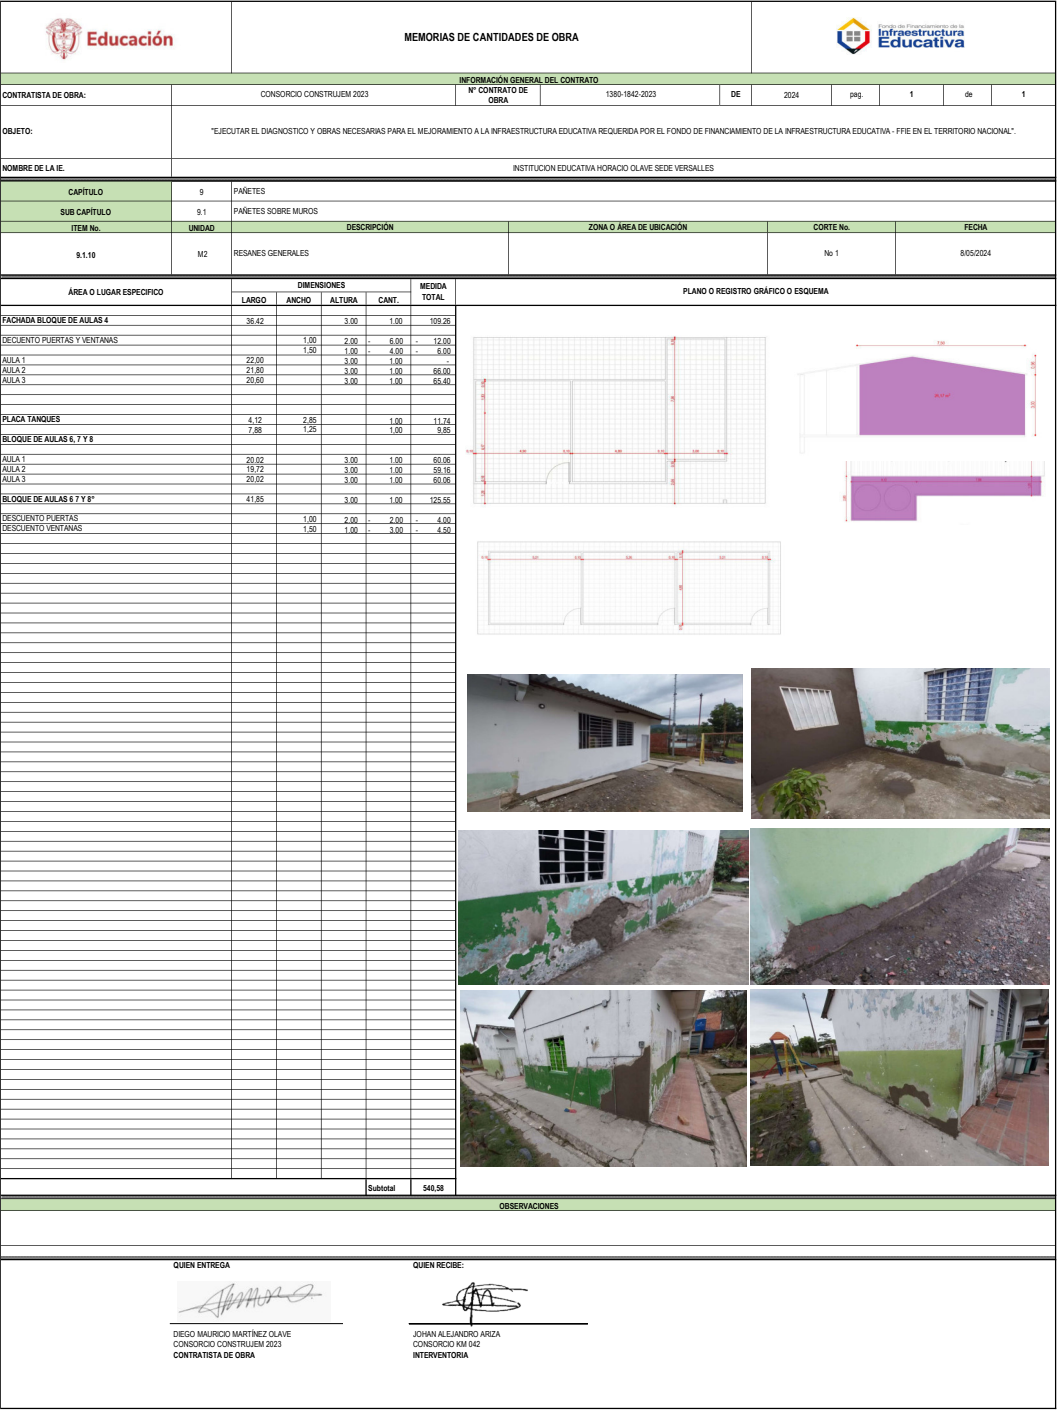 Educación
MEMORIAS DE CANTIDADES DE OBRA
Fondo de Financiamiento de la
Infraestructura
Educativa
INFORMACIÓN GENERAL DEL CONTRATO
CONTRATISTA DE OBRA: CONSORCIO CONSTRUJEM 2023 N° CONTRATO DE OBRA 1380-1842-2023 DE 2024 pag. 1 de 1
OBJETO: "EJECUTAR EL DIAGNOSTICO Y OBRAS NECESARIAS PARA EL MEJORAMIENTO A LA INFRAESTRUCTURA EDUCATIVA REQUERIDA POR EL FONDO DE FINANCIAMIENTO DE LA INFRAESTRUCTURA EDUCATIVA - FFIE EN EL TERRITORIO NACIONAL".
NOMBRE DE LA IE. INSTITUCION EDUCATIVA HORACIO OLAVE SEDE VERSALLES
CAPÍTULO 9 PAÑETES
SUB CAPÍTULO 9.1 PAÑETES SOBRE MUROS
ITEM No. UNIDAD DESCRIPCIÓN ZONA O ÁREA DE UBICACIÓN CORTE No. FECHA
9.1.10 M2 RESANES GENERALES No 1 8/05/2024
ÁREA O LUGAR ESPECIFICO DIMENSIONES MEDIDA TOTAL PLANO O REGISTRO GRÁFICO O ESQUEMA
LARGO ANCHO ALTURA CANT.
FACHADA BLOQUE DE AULAS 4 36.42 3.00 1.00 109.26
DECUENTO PUERTAS Y VENTANAS 1,00 2.00 - 6.00 - 12.00
1,50 1.00 - 4.00 - 6.00
AULA 1 22,00 3.00 1.00 -
AULA 2 21,80 3.00 1.00 66.00
AULA 3 20,60 3.00 1.00 65.40
PLACA TANQUES 4,12 2,85 1.00 11.74
7,88 1,25 1.00 9,85
BLOQUE DE AULAS 6, 7 Y 8
AULA 1 20.02 3.00 1.00 60.06
AULA 2 19,72 3.00 1.00 59.16
AULA 3 20,02 3.00 1.00 60.06
BLOQUE DE AULAS 6 7 Y 8° 41,85 3.00 1.00 125.55
DESCUENTO PUERTAS 1,00 2.00 - 2.00 - 4.00
DESCUENTO VENTANAS 1,50 1.00 - 3.00 - 4.50
Subtotal 540,58
OBSERVACIONES
QUIEN ENTREGA QUIEN RECIBE:
DIEGO MAURICIO MARTÍNEZ OLAVE JOHAN ALEJANDRO ARIZA
CONSORCIO CONSTRUJEM 2023 CONSORCIO KM 042
CONTRATISTA DE OBRA INTERVENTORIA